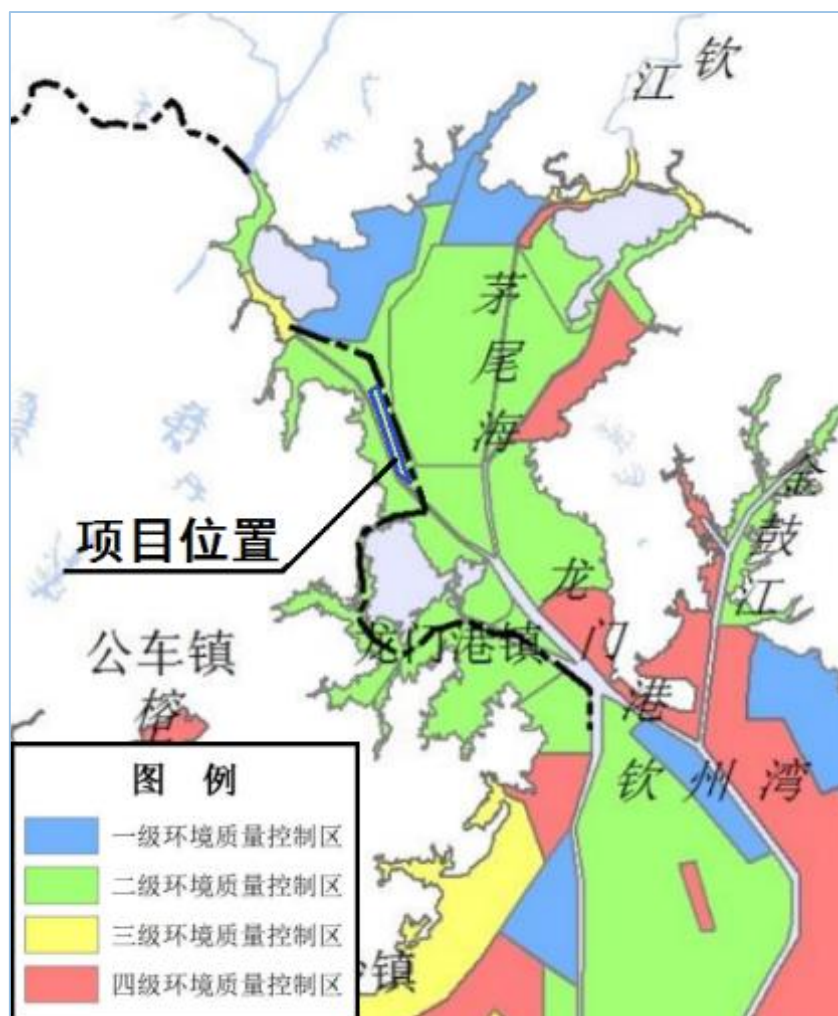 钦江
茅尾海
项目位置
金鼓江
公车镇
龙门港镇
龙门港
榕
钦州湾
图 例
一级环境质量控制区
二级环境质量控制区
三级环境质量控制区
四级环境质量控制区
镇